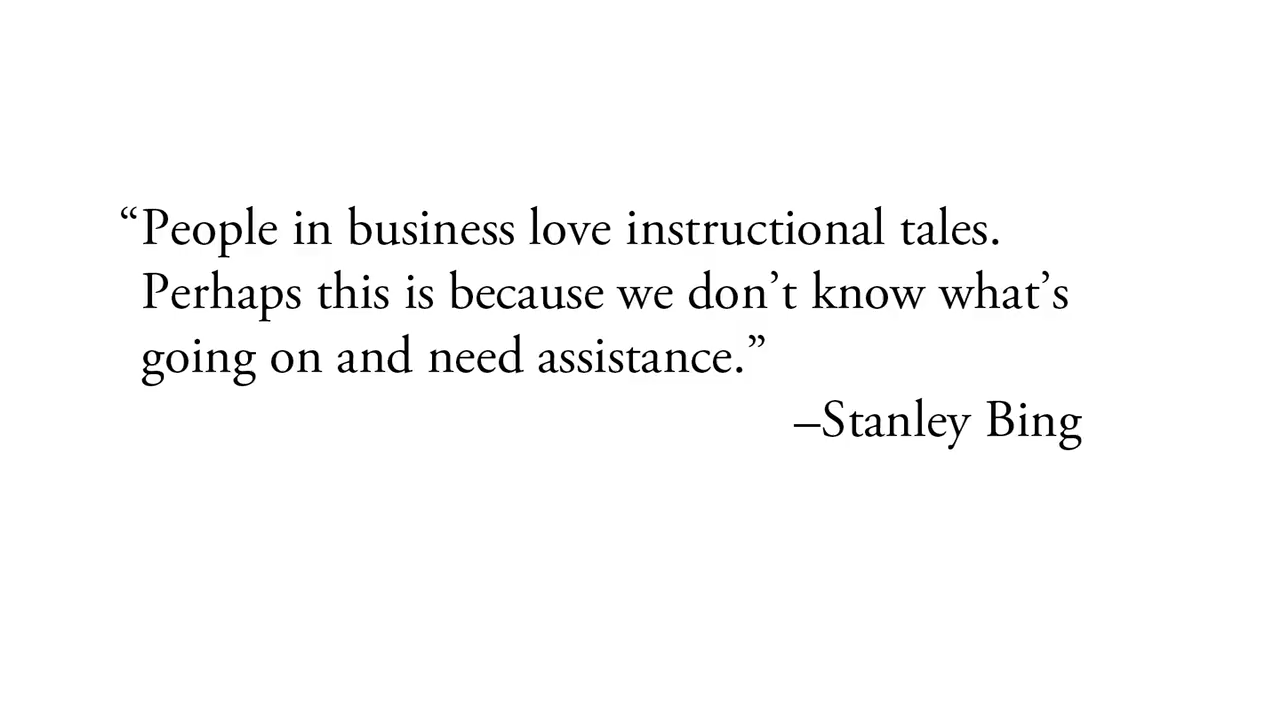 “People in business love instructional tales.
Perhaps this is because we don’t know what’s
going on and need assistance.”
–Stanley Bing